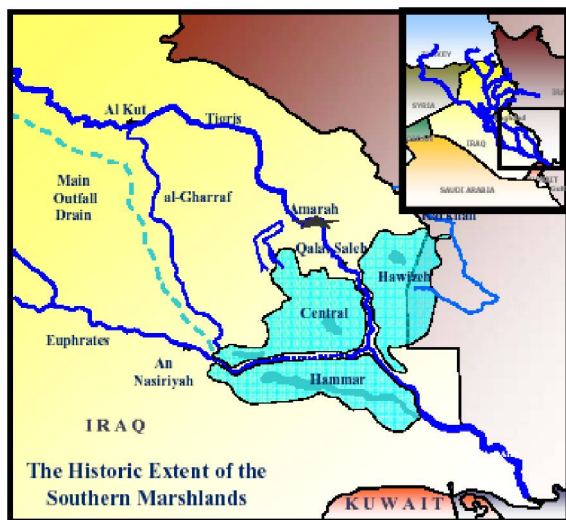 TURKEY
SYRIA
IRAQ
SAUDI ARABIA
Al Kut
Tigris
Main
Outfall
Drain
al-Gharraf
Amarah
Qalat Saleh
Hawizeh
Central
Euphrates
An
Nasiriyah
Hammar
IRAQ
The Historic Extent of the
Southern Marshlands
KUWAIT